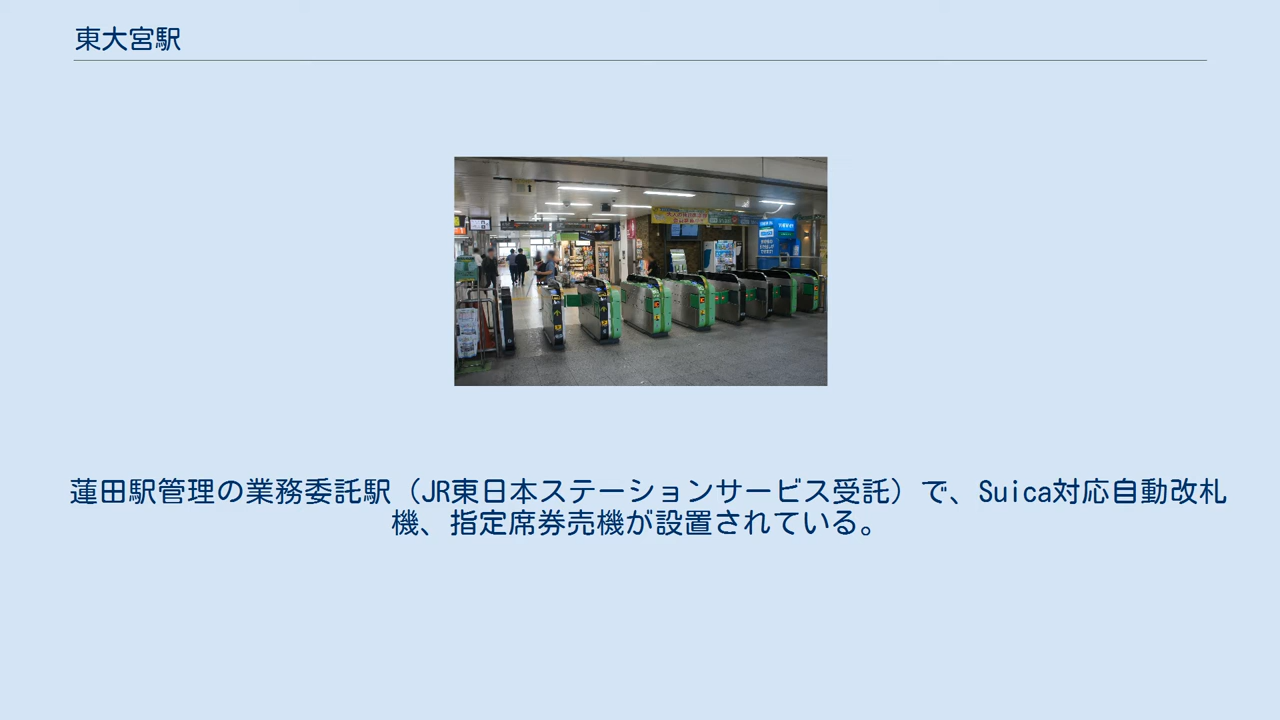 東大宮駅
蓮田駅管理の業務委託駅（JR東日本ステーションサービス受託）で、Suica対応自動改札
機、指定席券売機が設置されている。